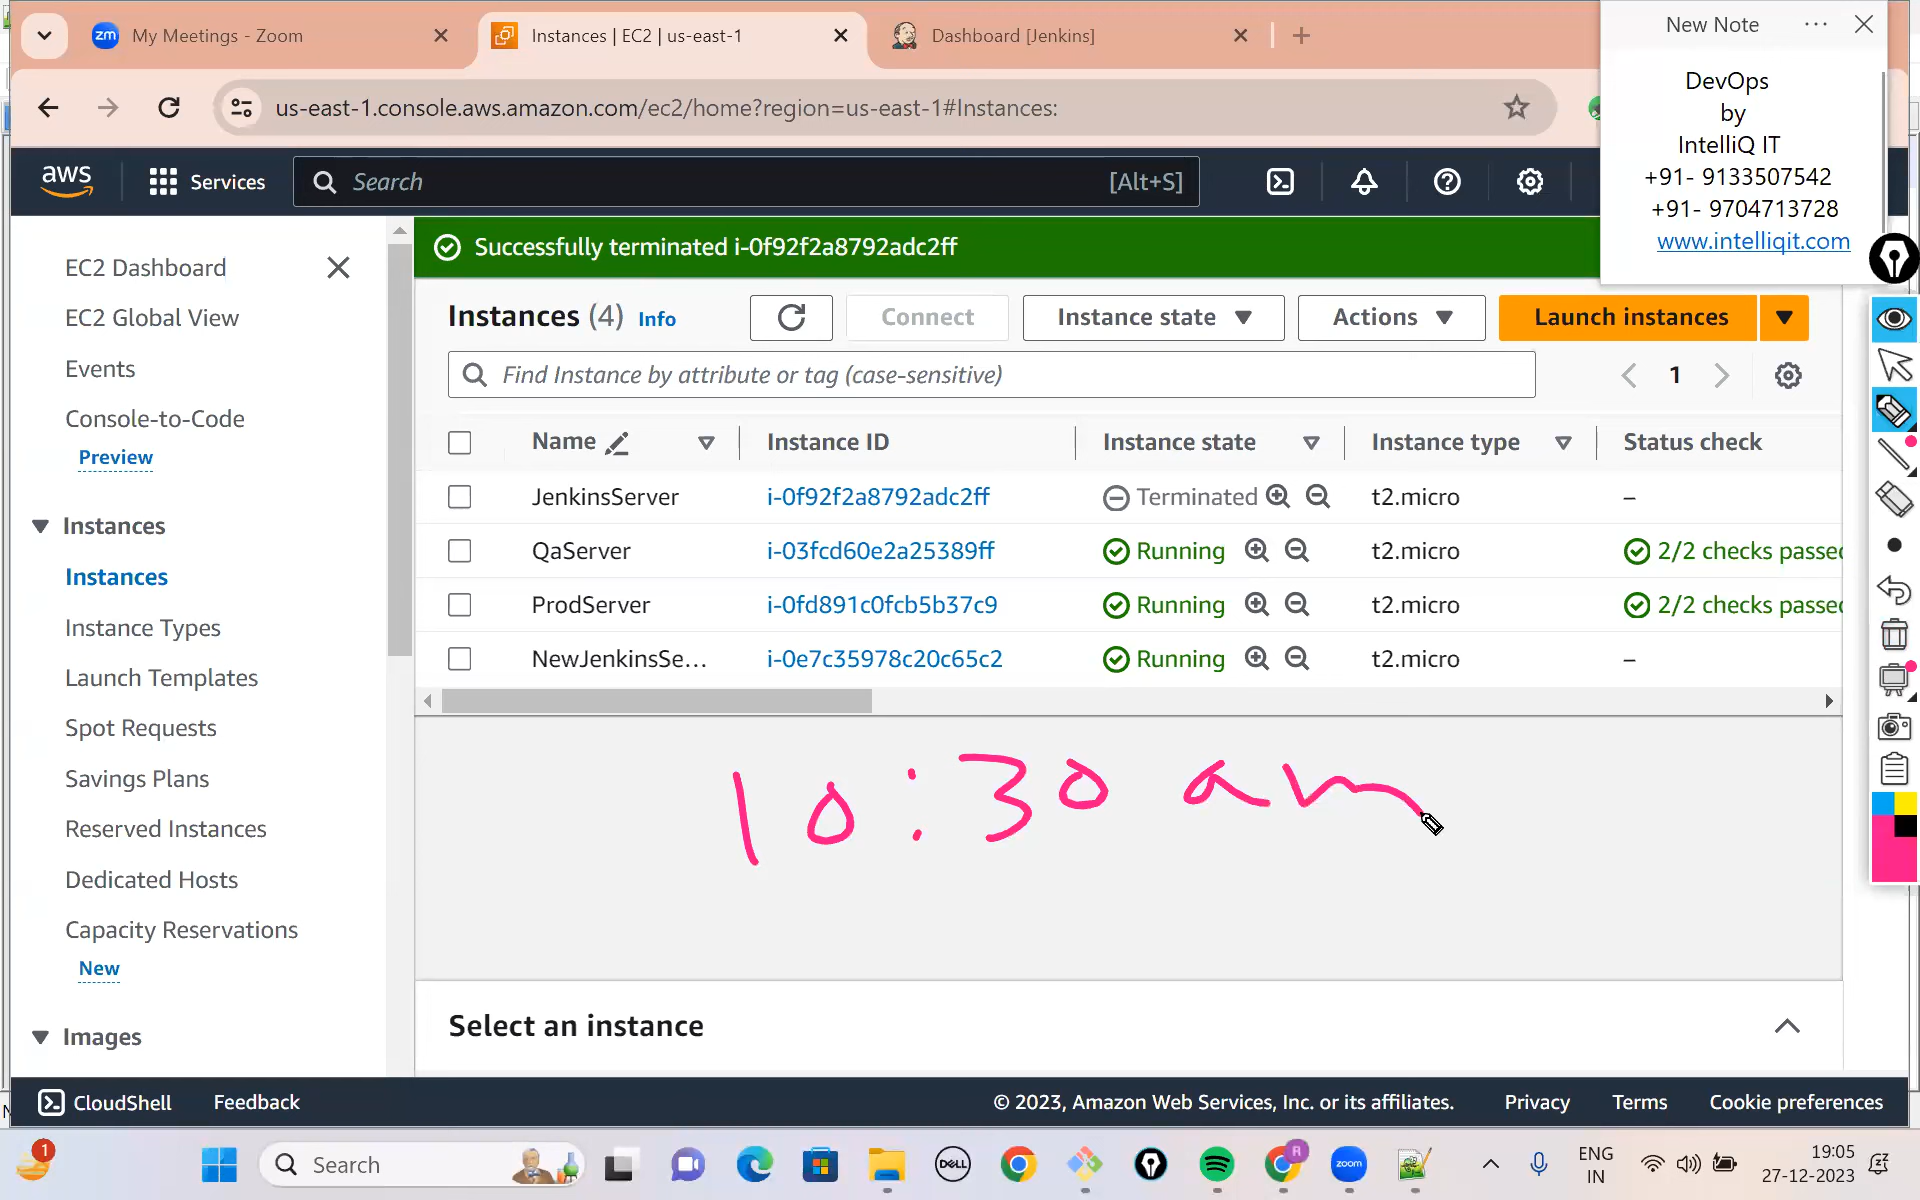 My Meetings - Zoom
Instances | EC2 | us-east-1
Dashboard [Jenkins]
us-east-1.console.aws.amazon.com/ec2/home?region=us-east-1#Instances:
New Note
DevOps
by
IntelliQ IT
+91- 9133507542
+91- 9704713728
www.intelliqit.com
aws
Services
Search
[Alt+S]
EC2 Dashboard
EC2 Global View
Events
Console-to-Code
Preview
Instances
Instances
Instance Types
Launch Templates
Spot Requests
Savings Plans
Reserved Instances
Dedicated Hosts
Capacity Reservations
New
Images
Successfully terminated i-0f92f2a8792adc2ff
Instances (4) Info
Connect
Instance state
Actions
Launch instances
Find Instance by attribute or tag (case-sensitive)
1
Name Instance ID Instance state Instance type Status check
JenkinsServer i-0f92f2a8792adc2ff Terminated t2.micro –
QaServer i-03fcd60e2a25389ff Running t2.micro 2/2 checks passed
ProdServer i-0fd891c0fcb5b37c9 Running t2.micro 2/2 checks passed
NewJenkinsSe... i-0e7c35978c20c65c2 Running t2.micro –
10:30 am
Select an instance
CloudShell
Feedback
© 2023, Amazon Web Services, Inc. or its affiliates.
Privacy
Terms
Cookie preferences
1
Search
DELL
zoom
R
ENG
IN
19:05
27-12-2023